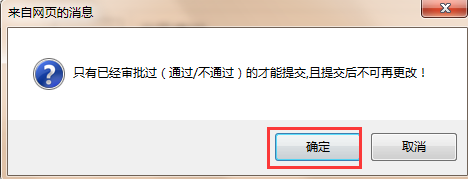 来自网页的消息
只有已经审批过（通过/不通过）的才能提交,且提交后不可再更改！
确定
取消